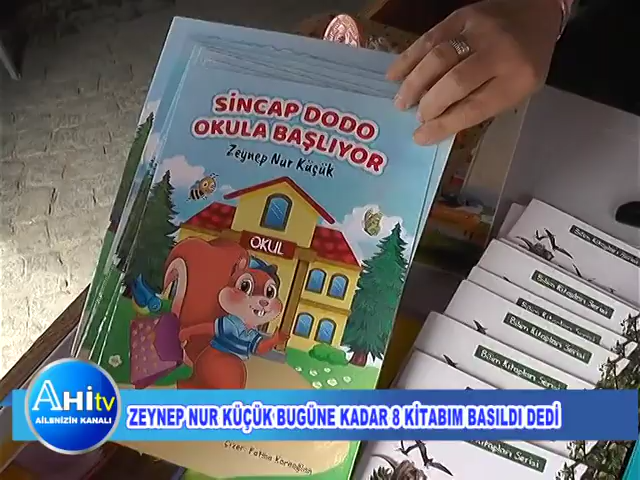 SİNCAP DODO
OKULA BAŞLIYOR
Zeynep Nur Küçük
OKUL
Bilim Kitapları Serisi
Bilim Kitapları Serisi
Bilim Kitapları Serisi
Bilim Kitapları Serisi
Kitapları Serisi
AHi tv
AİLENİZİN KANALI
ZEYNEP NUR KÜÇÜK BUGÜNE KADAR 8 KİTABIM BASILDI DEDİ
Çizer: Fatma Karaoğlan